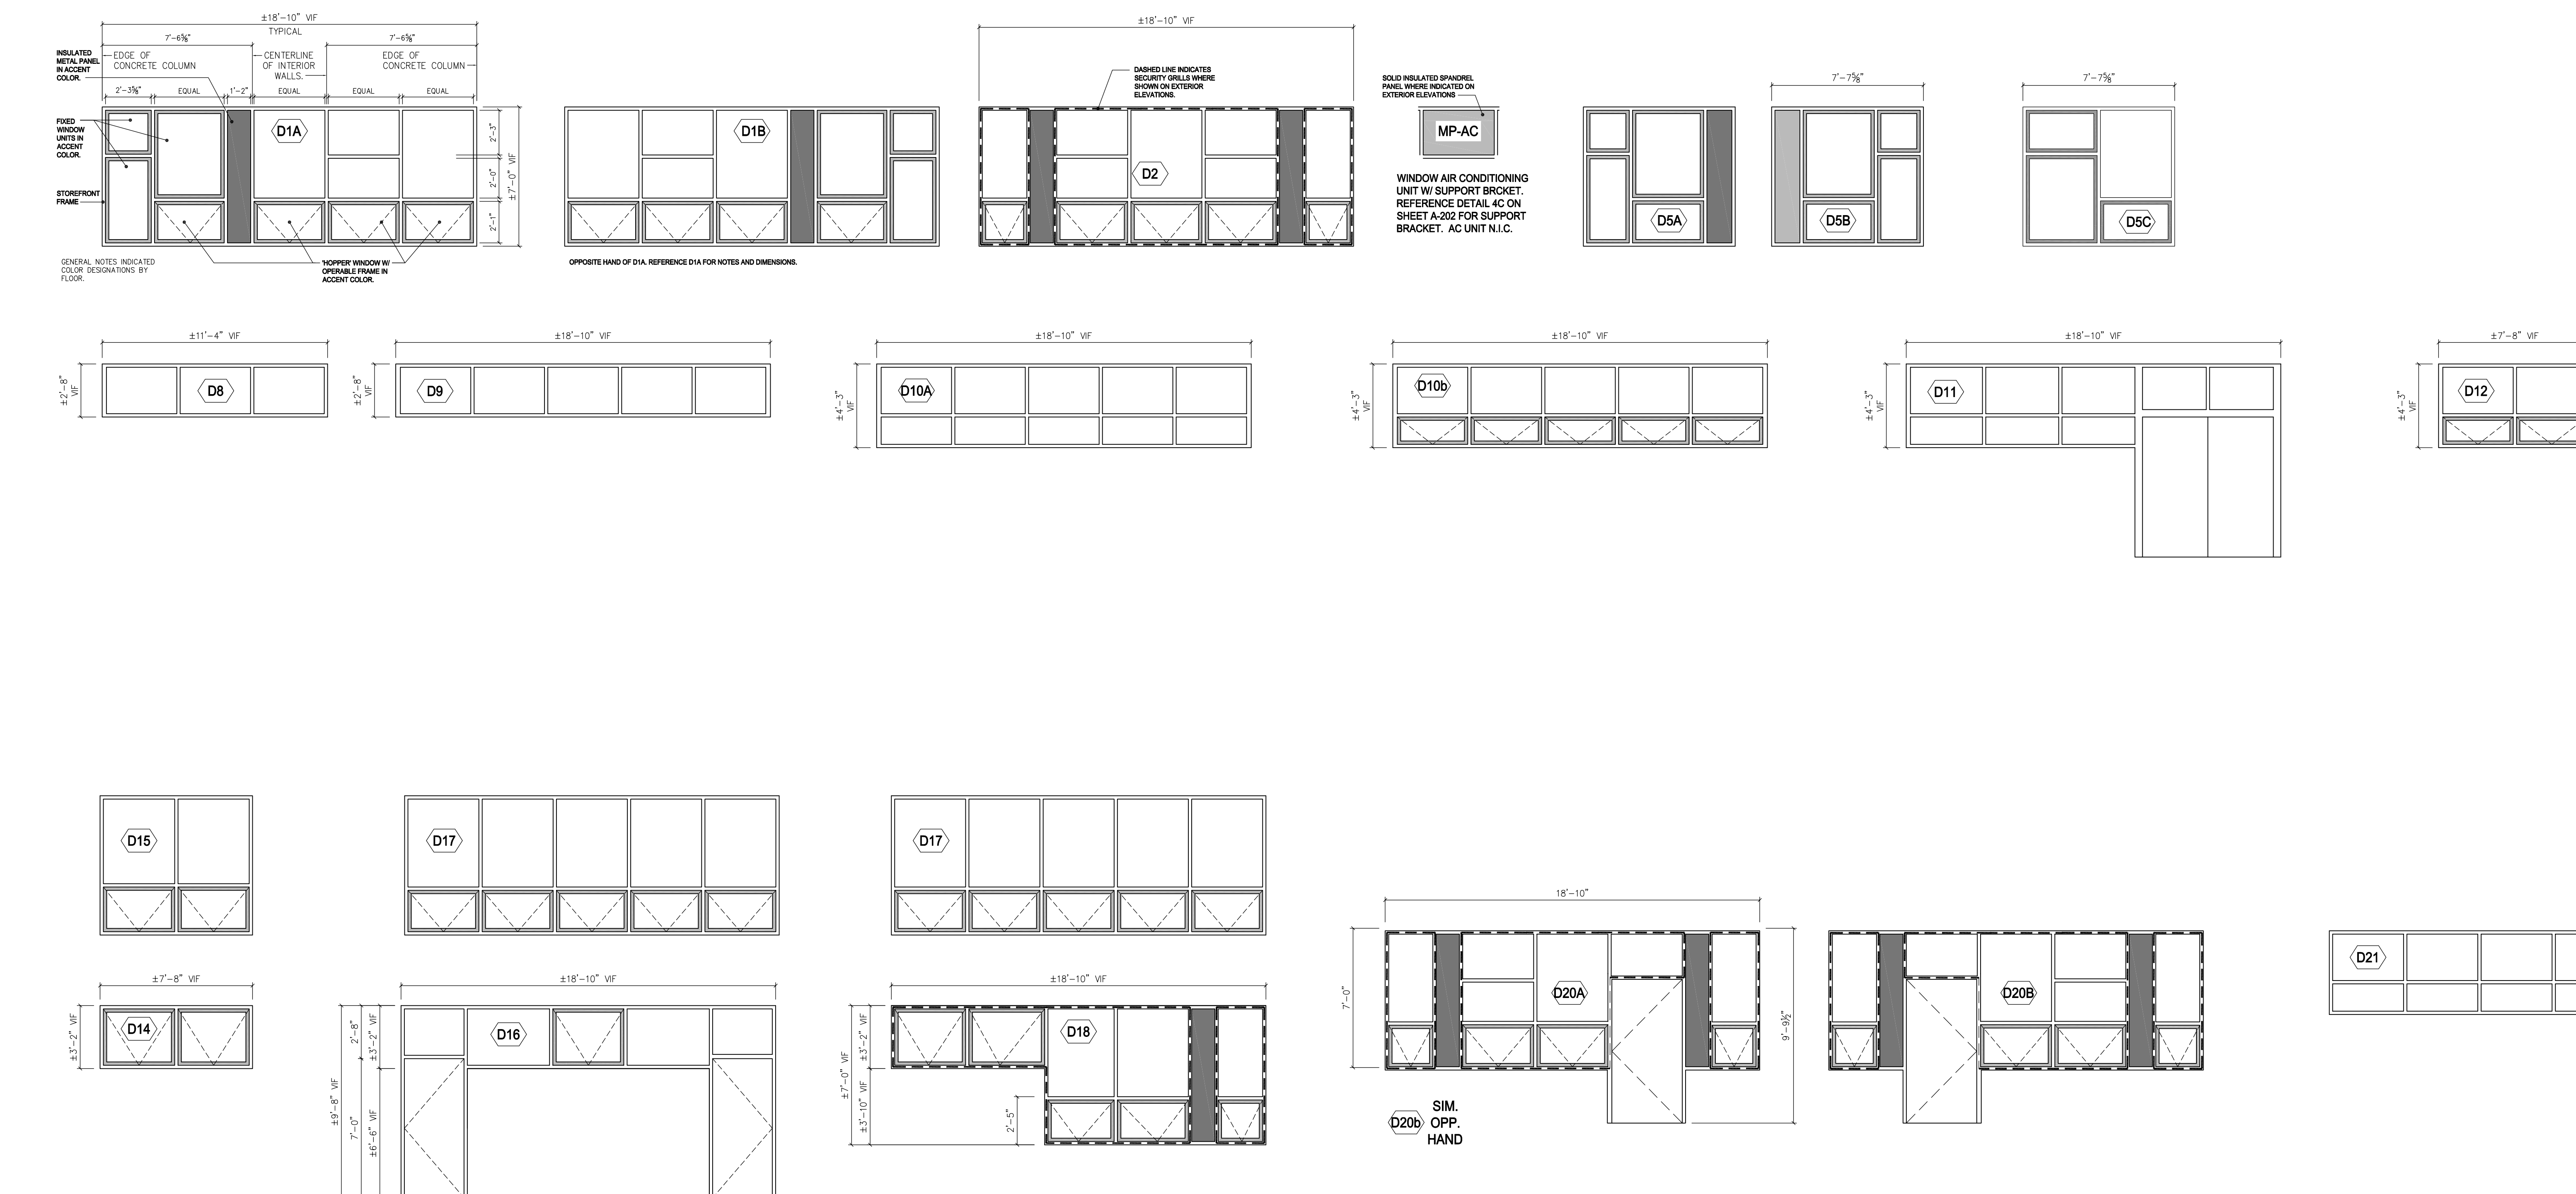 ±18'-10" VIF
TYPICAL
7'-6⅝"
7'-6⅝"
INSULATED
METAL PANEL
IN ACCENT
COLOR.
EDGE OF
CONCRETE COLUMN
CENTERLINE
OF INTERIOR
WALLS.
EDGE OF
CONCRETE COLUMN
2'-3⅝"
EQUAL
1'-2"
EQUAL
EQUAL
EQUAL
FIXED
WINDOW
UNITS IN
ACCENT
COLOR.
STOREFRONT
FRAME
D1A
2'-3"
2'-0"
2'-1"
±7'-0" VIF
GENERAL NOTES INDICATED
COLOR DESIGNATIONS BY
FLOOR.
'HOPPER' WINDOW W/
OPERABLE FRAME IN
ACCENT COLOR.
D1B
OPPOSITE HAND OF D1A. REFERENCE D1A FOR NOTES AND DIMENSIONS.
±18'-10" VIF
DASHED LINE INDICATES
SECURITY GRILLS WHERE
SHOWN ON EXTERIOR
ELEVATIONS.
D2
SOLID INSULATED SPANDREL
PANEL WHERE INDICATED ON
EXTERIOR ELEVATIONS
MP-AC
WINDOW AIR CONDITIONING
UNIT W/ SUPPORT BRCKET.
REFERENCE DETAIL 4C ON
SHEET A-202 FOR SUPPORT
BRACKET. AC UNIT N.I.C.
D5A
7'-7⅝"
D5B
7'-7⅝"
D5C
±11'-4" VIF
±2'-8"
VIF
D8
±18'-10" VIF
±2'-8"
VIF
D9
±18'-10" VIF
±4'-3"
VIF
D10A
±18'-10" VIF
±4'-3"
VIF
D10b
±18'-10" VIF
±4'-3"
VIF
D11
±7'-8" VIF
±4'-3"
VIF
D12
D15
D17
D17
±7'-8" VIF
±3'-2" VIF
D14
±18'-10" VIF
±9'-8" VIF
2'-8"
7'-0"
±3'-2" VIF
±6'-6" VIF
D16
±18'-10" VIF
±7'-0" VIF
±3'-2" VIF
±3'-10" VIF
2'-5"
D18
18'-10"
7'-0"
D20A
9'-9½"
D20b
SIM.
OPP.
HAND
D20B
D21